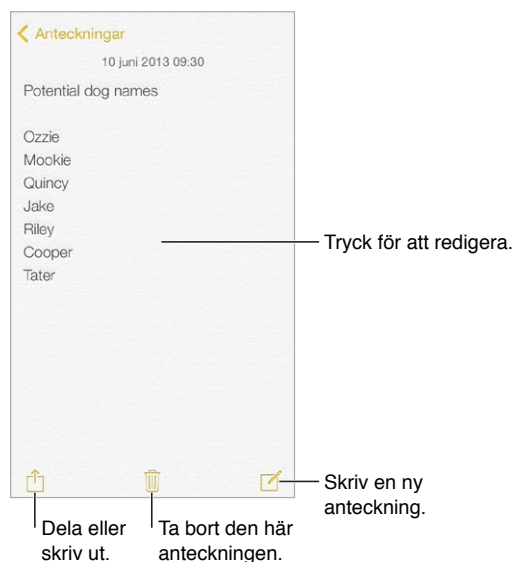 Anteckningar
10 juni 2013 09:30
Potential dog names
Ozzie
Mookie
Quincy
Jake
Riley
Cooper
Tater
Tryck för att redigera.
Skriv en ny
anteckning.
Dela eller
skriv ut.
Ta bort den här
anteckningen.